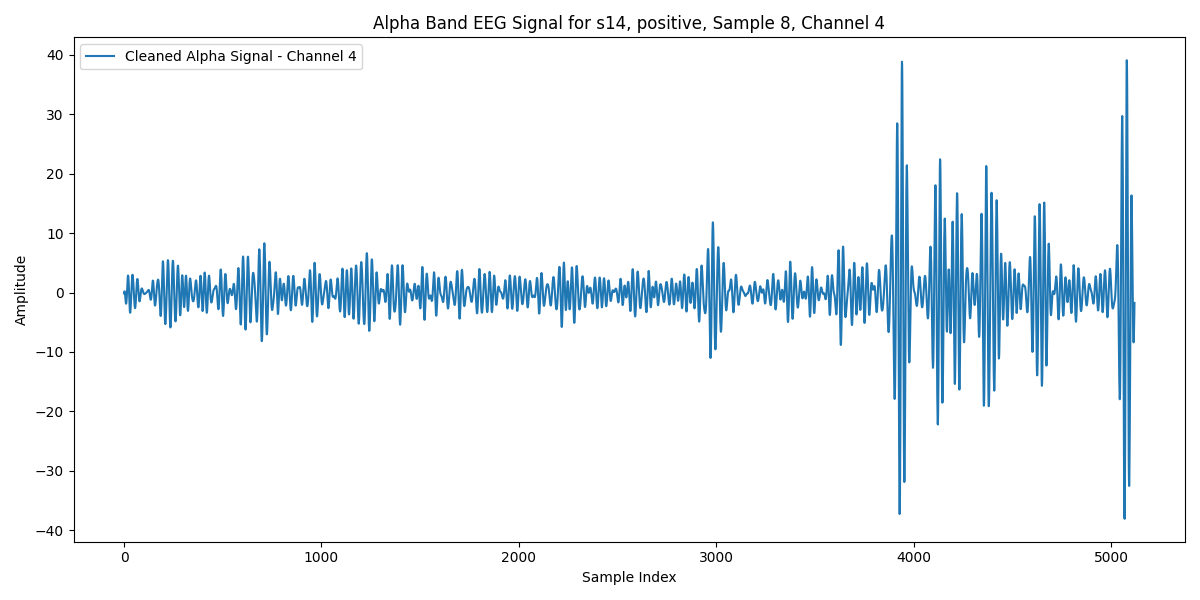 Alpha Band EEG Signal for s14, positive, Sample 8, Channel 4
Cleaned Alpha Signal - Channel 4
40
30
20
10
0
−10
−20
−30
−40
Amplitude
0 1000 2000 3000 4000 5000
Sample Index